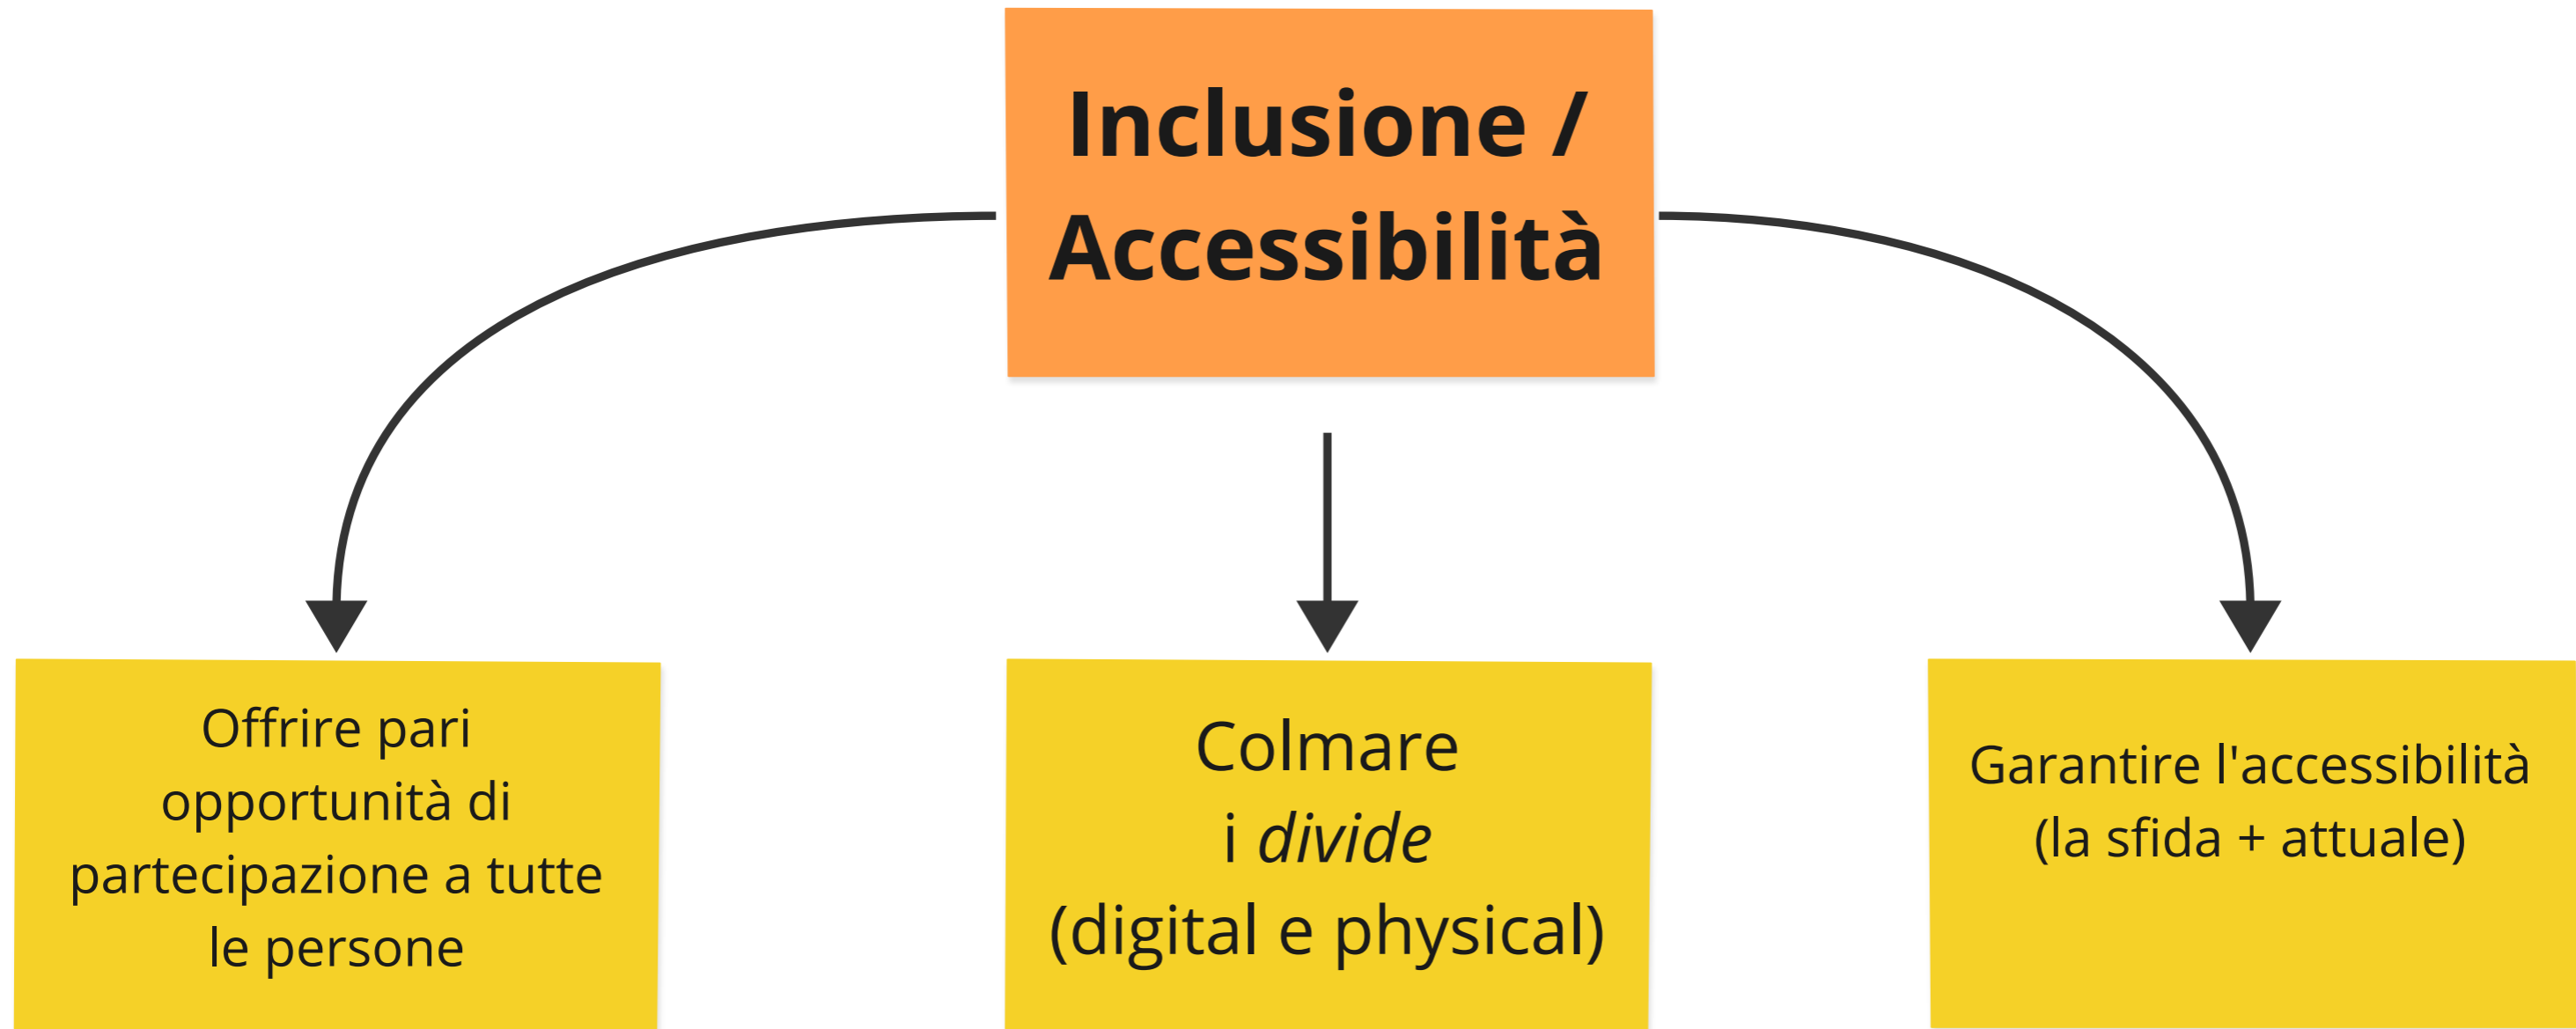 Inclusione /
Accessibilità
Offrire pari
opportunità di
partecipazione a tutte
le persone
Colmare
i divide
(digital e physical)
Garantire l'accessibilità
(la sfida + attuale)